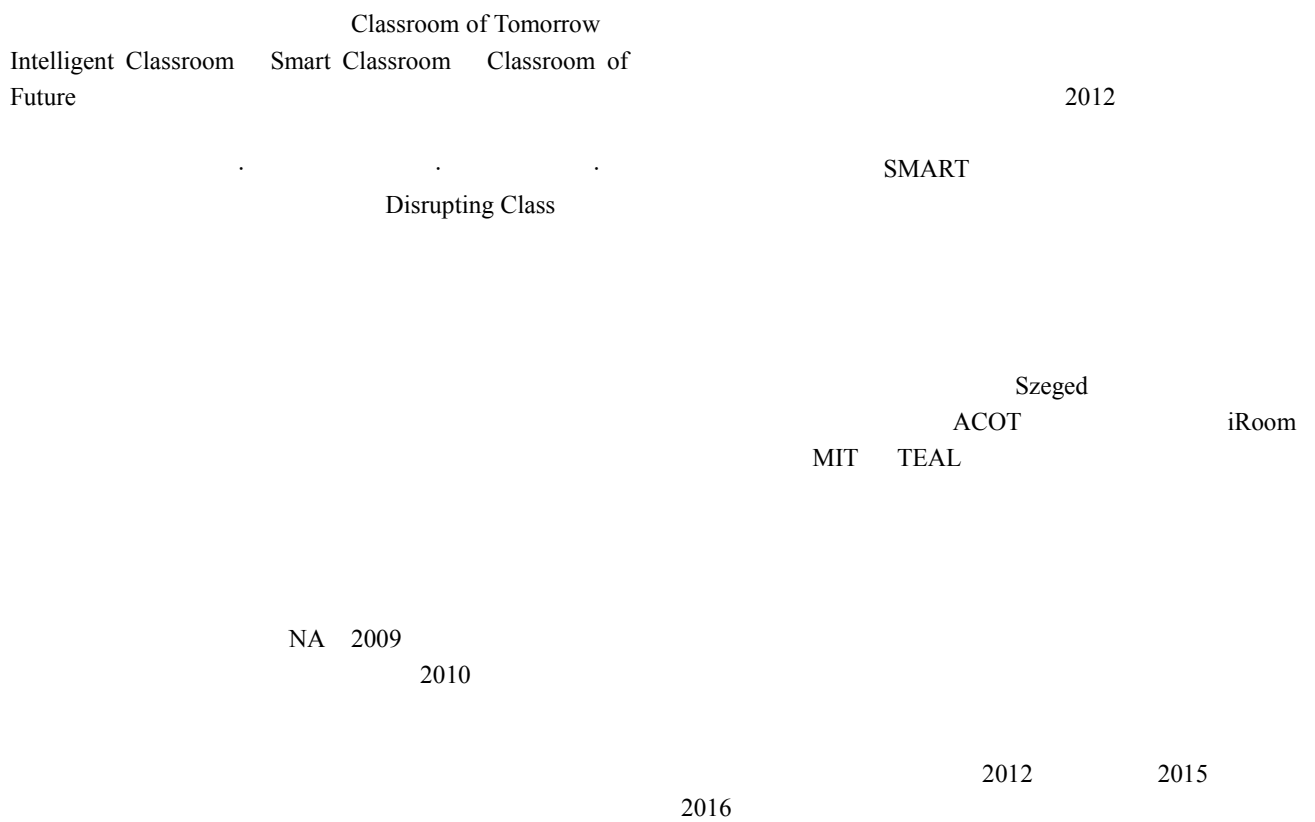 Classroom of Tomorrow
Intelligent Classroom Smart Classroom Classroom of
Future
· · ·
Disrupting Class
NA 2009
2010
2012
SMART
Szeged
ACOT iRoom
MIT TEAL
2012 2015
2016